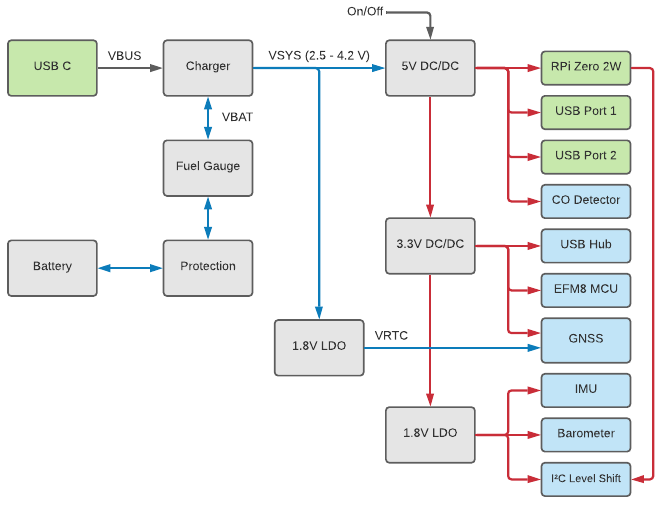 On/Off
USB C
VBUS
Charger
VSYS (2.5 - 4.2 V)
5V DC/DC
RPi Zero 2W
USB Port 1
VBAT
USB Port 2
Fuel Gauge
CO Detector
3.3V DC/DC
USB Hub
Battery
Protection
EFM8 MCU
GNSS
VRTC
1.8V LDO
IMU
1.8V LDO
Barometer
I²C Level Shift